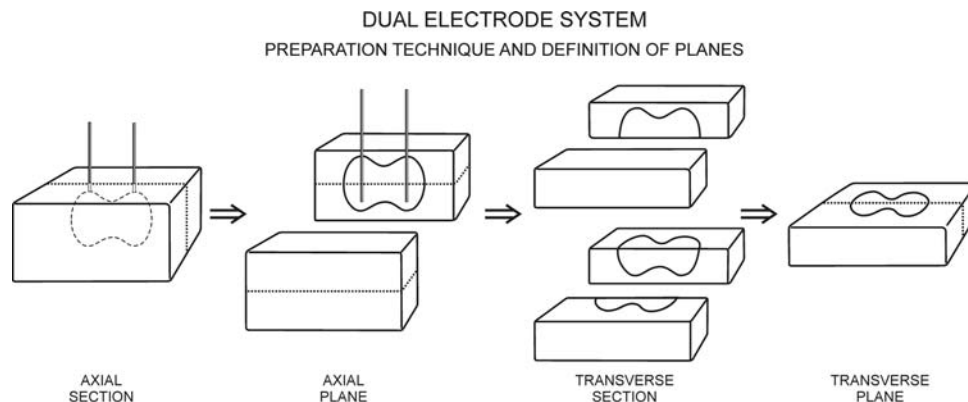 DUAL ELECTRODE SYSTEM
PREPARATION TECHNIQUE AND DEFINITION OF PLANES
AXIAL
SECTION
AXIAL
PLANE
TRANSVERSE
SECTION
TRANSVERSE
PLANE